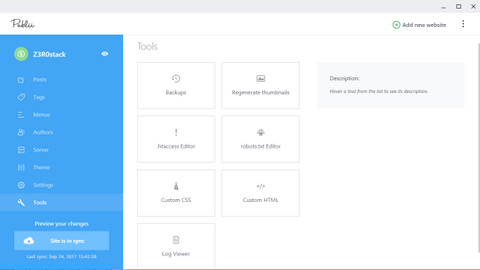 Publii
Add new website
Z3R0stack
Posts
Tags
Menus
Authors
Server
Theme
Settings
Tools
Preview your changes
Site is in sync
Last sync: Sep 24, 2017 15:42:38
Tools
Backups
Regenerate thumbnails
.htaccess Editor
robots.txt Editor
Custom CSS
Custom HTML
Log Viewer
Description:
Hover a tool from the list to see its description.